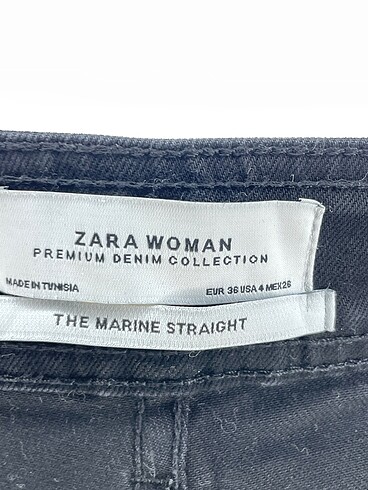 ZARA WOMAN
PREMIUM DENIM COLLECTION
MADE IN TUNISIA EUR 36 USA 4 MEX 26
THE MARINE STRAIGHT